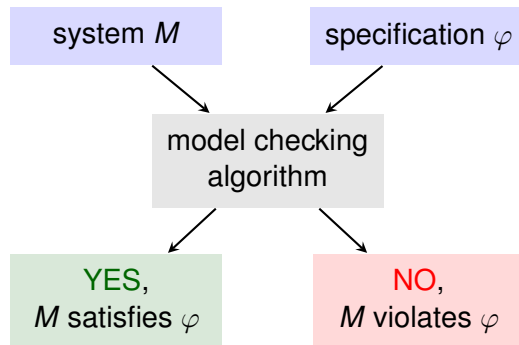 system M
specification φ
model checking
algorithm
YES,
M satisfies φ
NO,
M violates φ